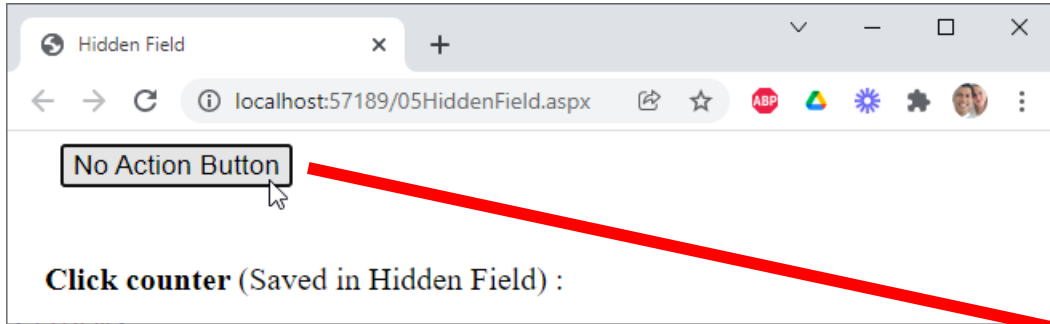 Hidden Field
localhost:57189/05HiddenField.aspx
ABP
No Action Button
Click counter (Saved in Hidden Field) :